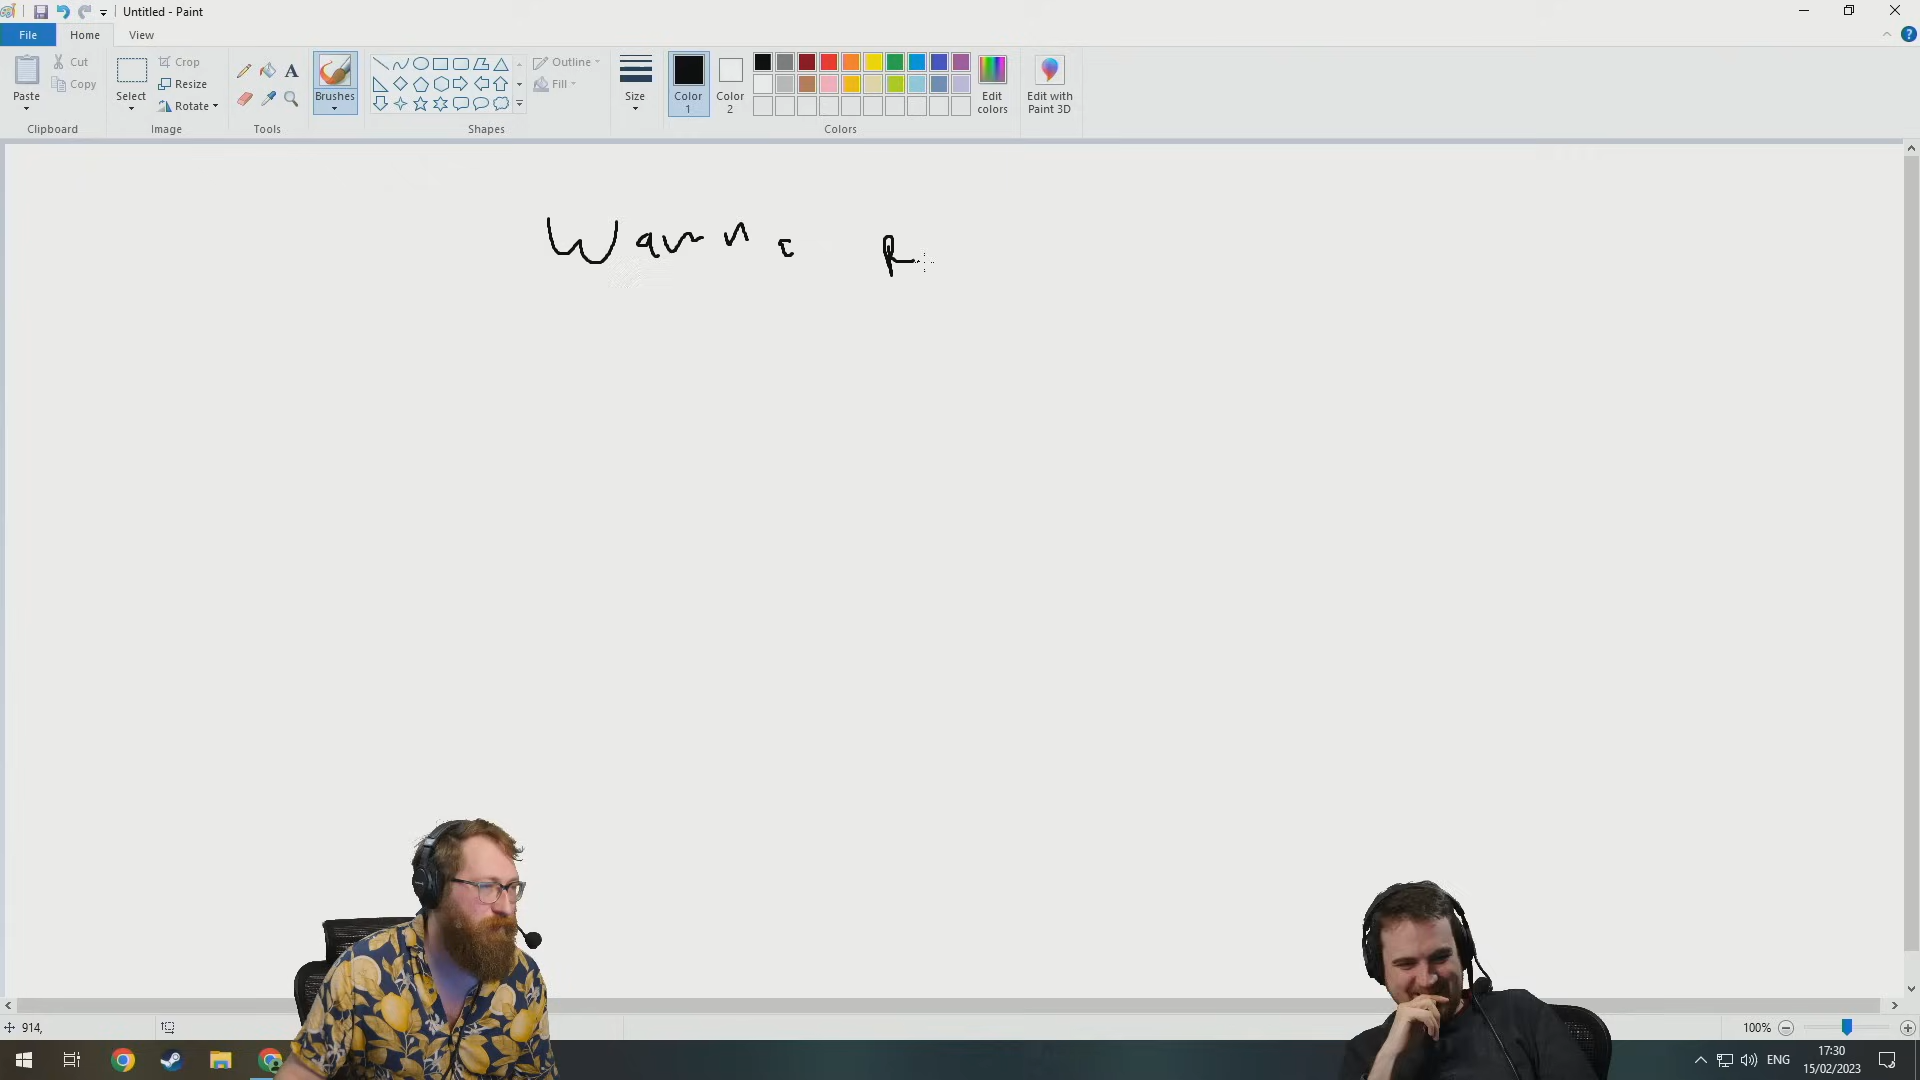 Untitled - Paint
File Home View
Paste
Cut
Copy
Clipboard
Select
Crop
Resize
Rotate
Image
Tools
Brushes
Shapes
Outline
Fill
Size
Color 1
Color 2
Edit colors
Colors
Edit with Paint 3D
Wanna
914,
100%
ENG
17:30
15/02/2023